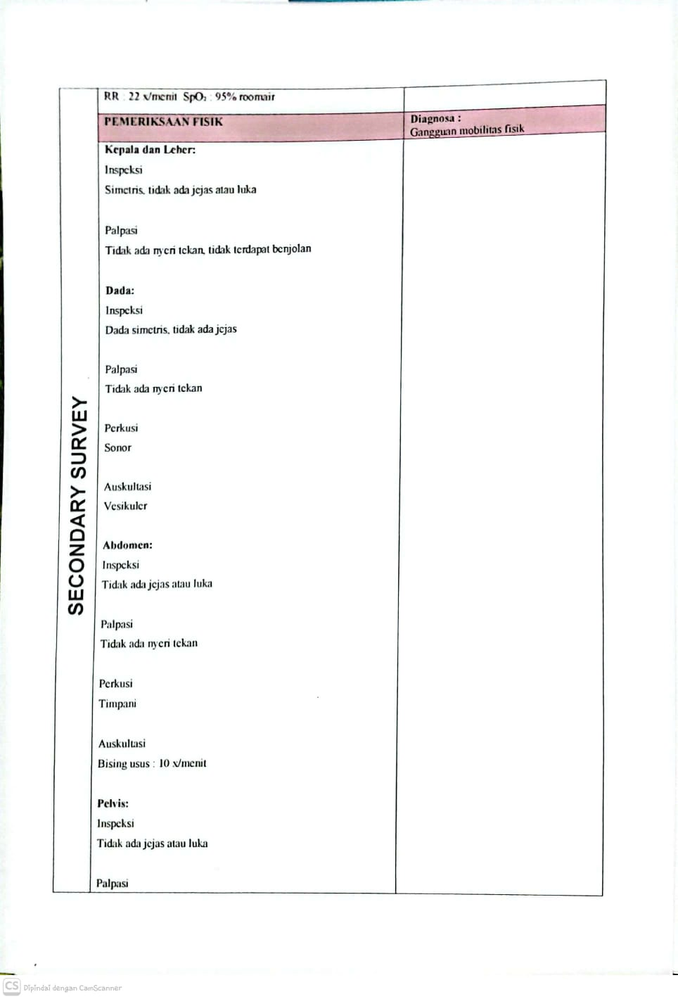 RR : 22 x/menit SpO₂ : 95% roomair
PEMERIKSAAN FISIK
Diagnosa :
Gangguan mobilitas fisik
SECONDARY SURVEY
Kepala dan Leher:
Inspeksi
Simetris, tidak ada jejas atau luka
Palpasi
Tidak ada nyeri tekan, tidak terdapat benjolan
Dada:
Inspeksi
Dada simetris, tidak ada jejas
Palpasi
Tidak ada nyeri tekan
Perkusi
Sonor
Auskultasi
Vesikuler
Abdomen:
Inspeksi
Tidak ada jejas atau luka
Palpasi
Tidak ada nyeri tekan
Perkusi
Timpani
Auskultasi
Bising usus : 10 x/menit
Pelvis:
Inspeksi
Tidak ada jejas atau luka
Palpasi
CS Dipindai dengan CamScanner